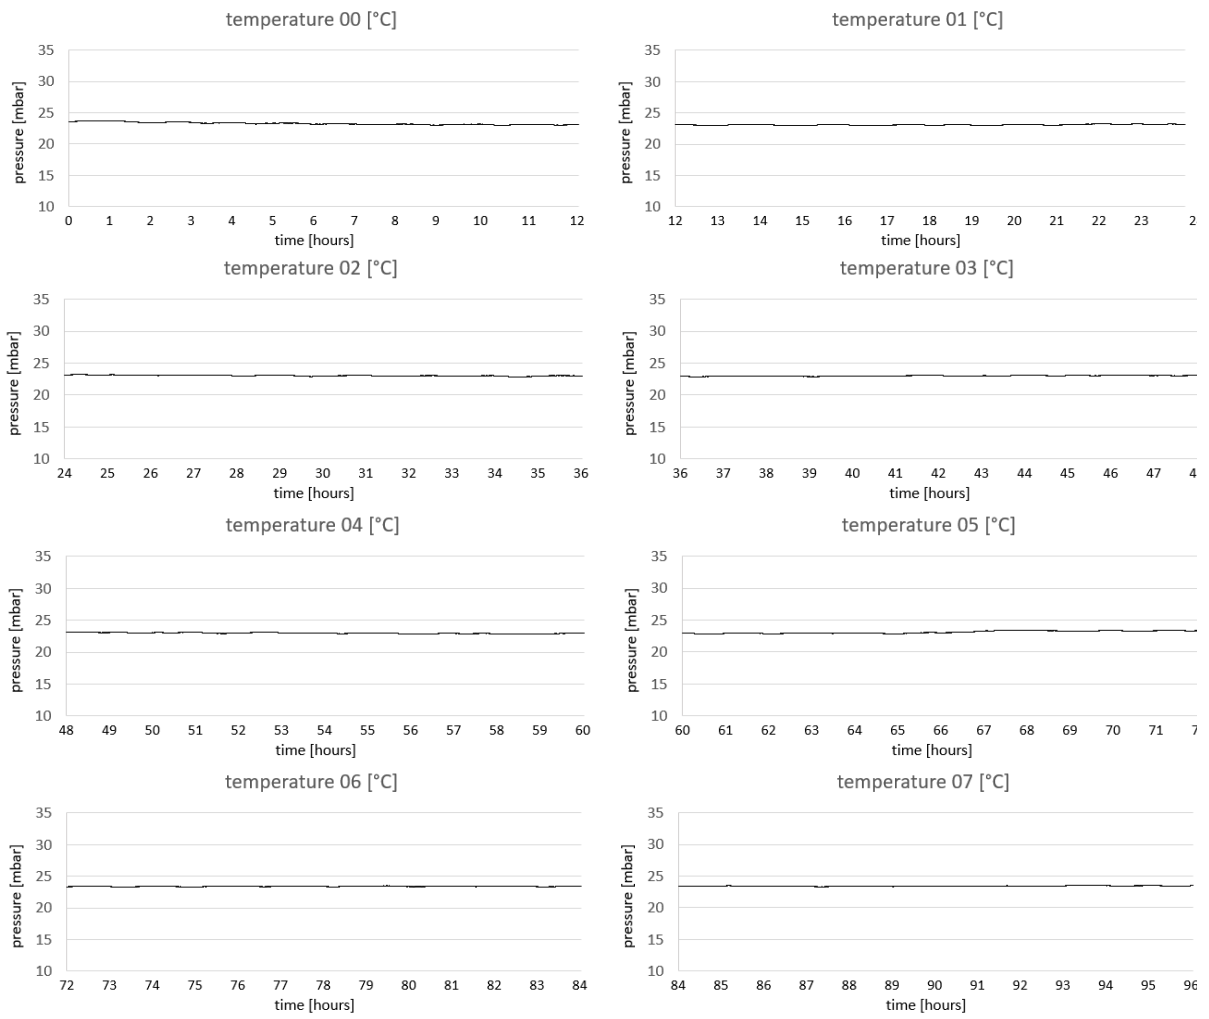 temperature 00 [°C]
35
30
25
20
15
10
pressure [mbar]
0 1 2 3 4 5 6 7 8 9 10 11 12
time [hours]
temperature 01 [°C]
35
30
25
20
15
10
pressure [mbar]
12 13 14 15 16 17 18 19 20 21 22 23 2
time [hours]
temperature 02 [°C]
35
30
25
20
15
10
pressure [mbar]
24 25 26 27 28 29 30 31 32 33 34 35 36
time [hours]
temperature 03 [°C]
35
30
25
20
15
10
pressure [mbar]
36 37 38 39 40 41 42 43 44 45 46 47 4
time [hours]
temperature 04 [°C]
35
30
25
20
15
10
pressure [mbar]
48 49 50 51 52 53 54 55 56 57 58 59 60
time [hours]
temperature 05 [°C]
35
30
25
20
15
10
pressure [mbar]
60 61 62 63 64 65 66 67 68 69 70 71 7
time [hours]
temperature 06 [°C]
35
30
25
20
15
10
pressure [mbar]
72 73 74 75 76 77 78 79 80 81 82 83 84
time [hours]
temperature 07 [°C]
35
30
25
20
15
10
pressure [mbar]
84 85 86 87 88 89 90 91 92 93 94 95 96
time [hours]